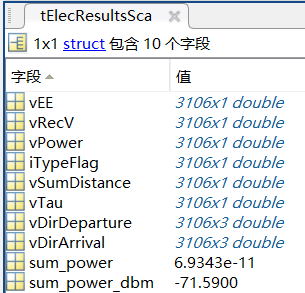 tElecResultsSca
1x1 struct 包含 10 个字段
字段 值
vEE 3106x1 double
vRecV 3106x1 double
vPower 3106x1 double
iTypeFlag 3106x1 double
vSumDistance 3106x1 double
vTau 3106x1 double
vDirDeparture 3106x3 double
vDirArrival 3106x3 double
sum_power 6.9343e-11
sum_power_dbm -71.5900